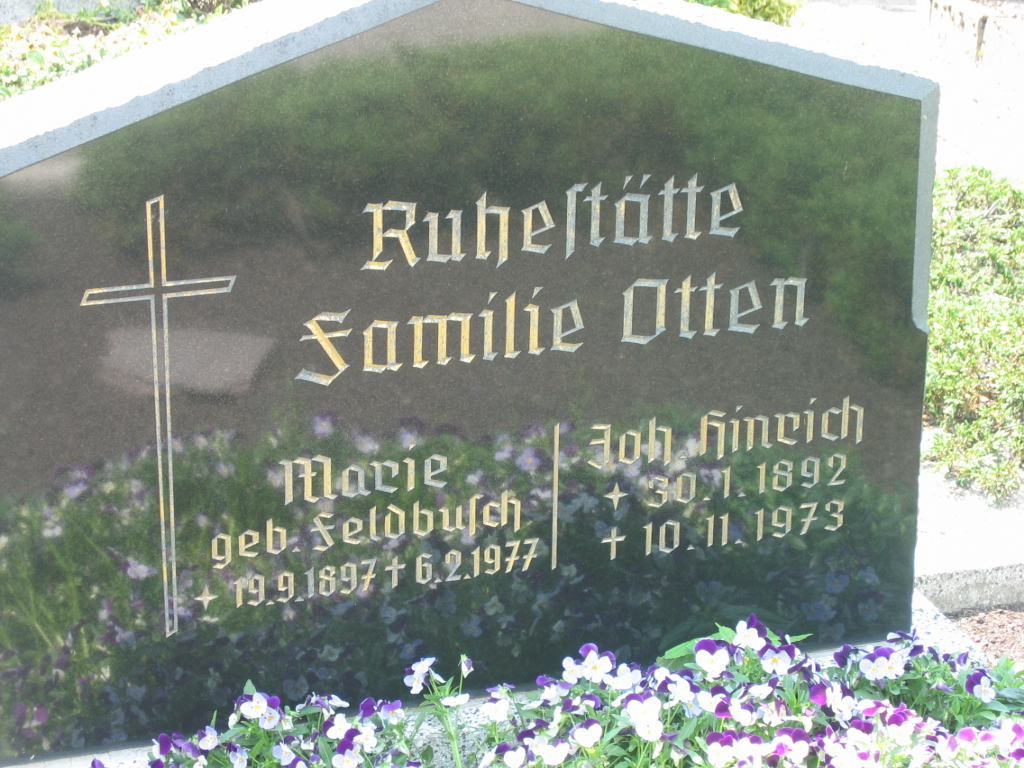 Ruheſtätte
Familie Otten
Marie
geb. Feldbuſch
✦ 19.9.1897 ✝ 6.2.1977
Joh. Hinrich
✦ 30.1.1892
✝ 10.11.1973